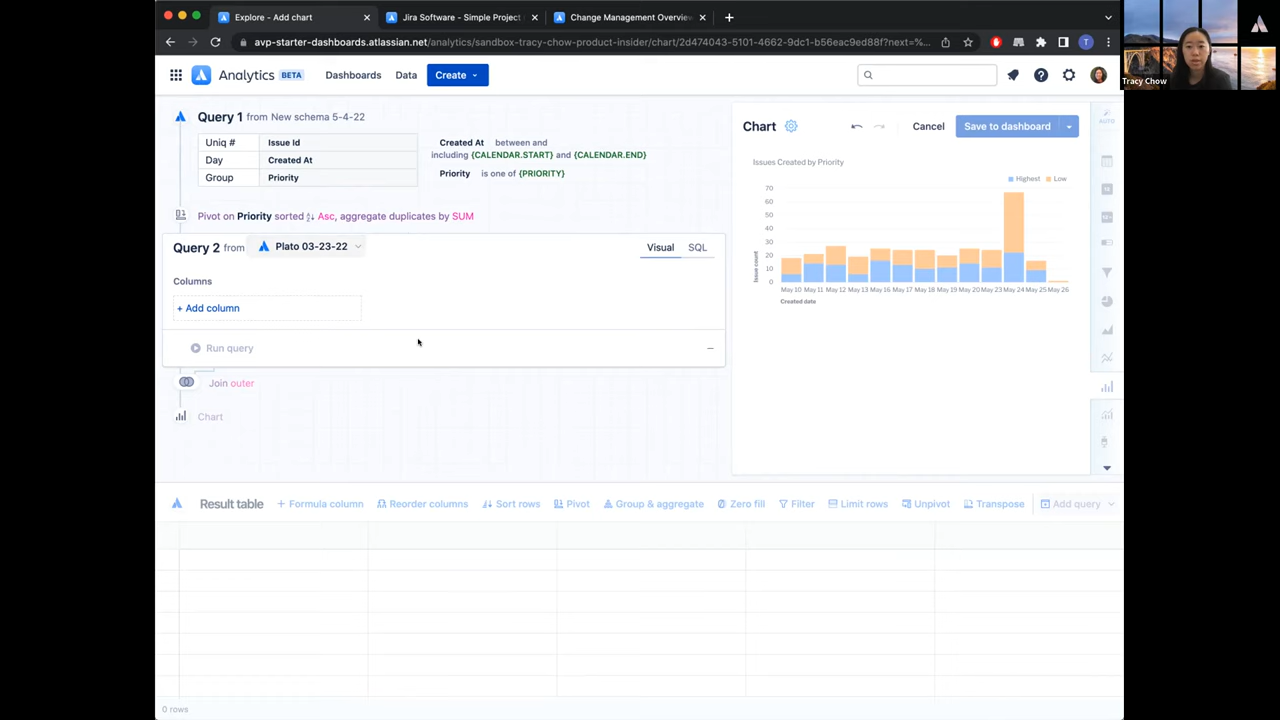 Explore - Add chart
Jira Software - Simple Project
Change Management Overview
avp-starter-dashboards.atlassian.net/analytics/sandbox-tracy-chow-product-insider/chart/2d474043-5101-4662-9dc1-b56eac9ed88f?next=%...
T
Tracy Chow
Analytics BETA Dashboards Data Create
Query 1 from New schema 5-4-22
Uniq # Issue Id
Day Created At
Group Priority
Created At between and
including {CALENDAR.START} and {CALENDAR.END}
Priority is one of {PRIORITY}
Pivot on Priority sorted Asc, aggregate duplicates by SUM
Query 2 from Plato 03-23-22
Visual SQL
Columns
+ Add column
Run query
Join outer
Chart
Chart
Cancel Save to dashboard
AUTO
Issues Created by Priority
Highest Low
70
60
50
40
30
20
10
0
Issue count
May 10 May 11 May 12 May 13 May 16 May 17 May 18 May 19 May 20 May 23 May 24 May 25 May 26
Created date
Result table + Formula column Reorder columns Sort rows Pivot Group & aggregate Zero fill Filter Limit rows Unpivot Transpose Add query
0 rows